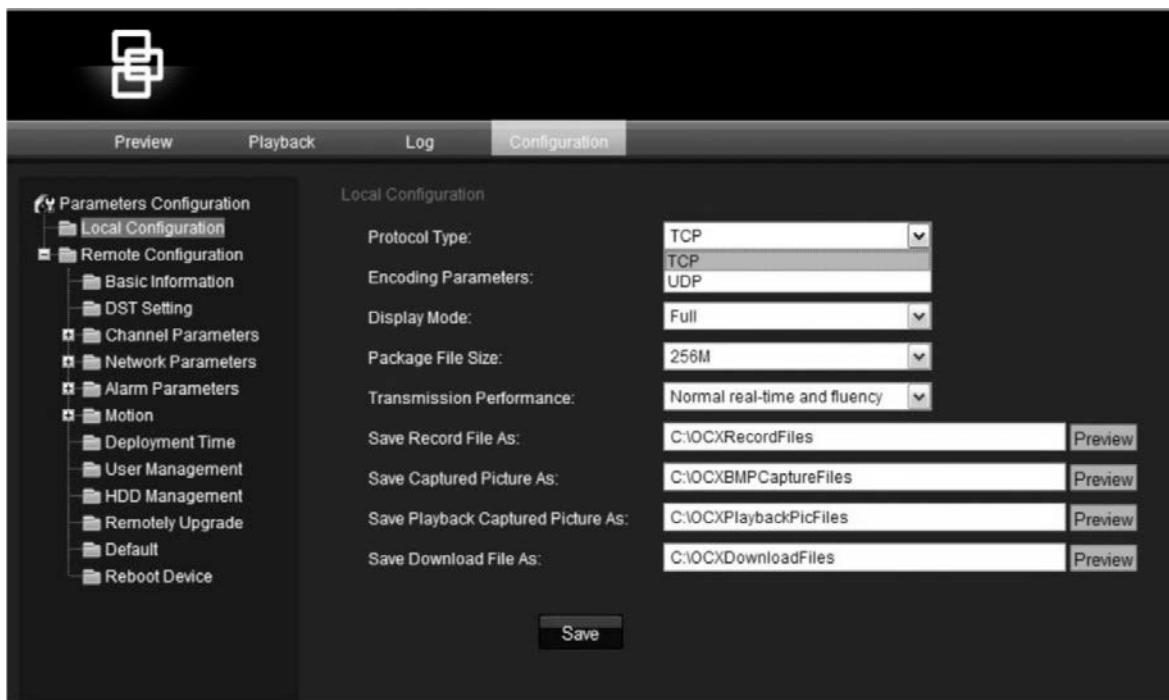 Preview Playback Log Configuration
Parameters Configuration
Local Configuration
Remote Configuration
Basic Information
DST Setting
Channel Parameters
Network Parameters
Alarm Parameters
Motion
Deployment Time
User Management
HDD Management
Remotely Upgrade
Default
Reboot Device
Local Configuration
Protocol Type: TCP
TCP
Encoding Parameters:
UDP
Display Mode: Full
Package File Size: 256M
Transmission Performance: Normal real-time and fluency
Save Record File As: C:\OCXRecordFiles Preview
Save Captured Picture As: C:\OCXBMPCaptureFiles Preview
Save Playback Captured Picture As: C:\OCXPlaybackPicFiles Preview
Save Download File As: C:\OCXDownloadFiles Preview
Save